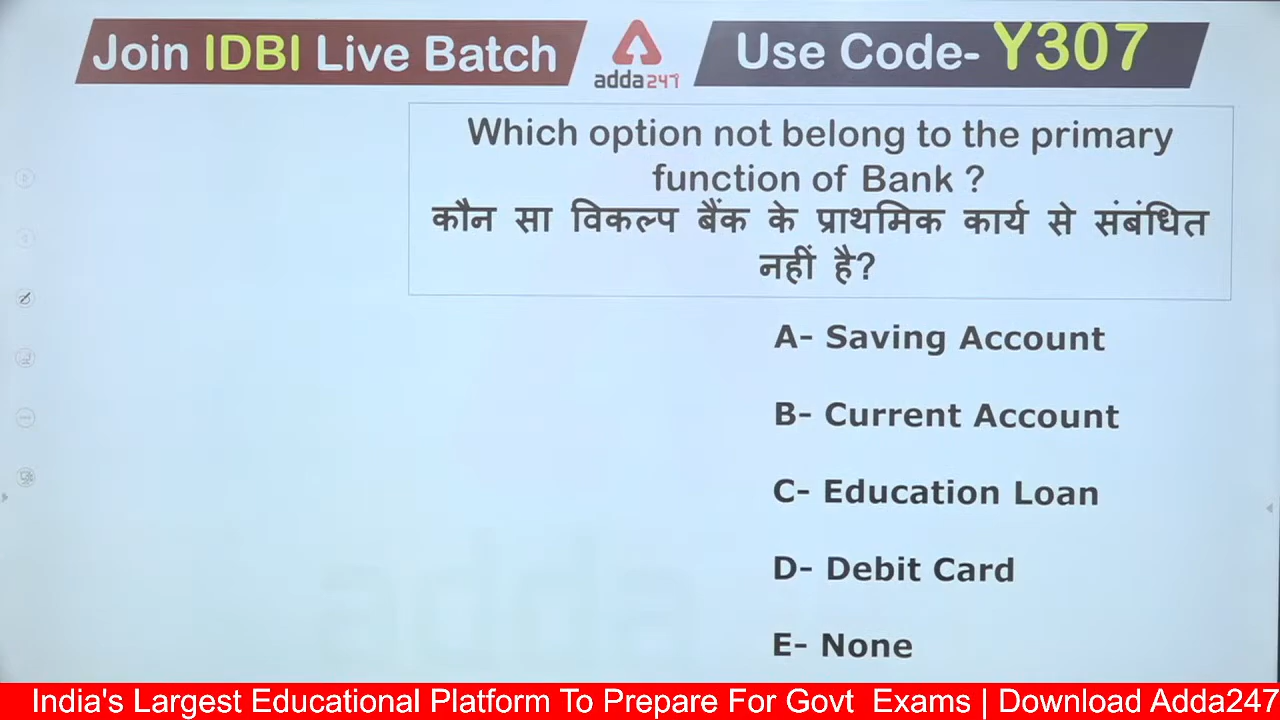 Join IDBI Live Batch
adda247
Use Code- Y307
Which option not belong to the primary
function of Bank ?
कौन सा विकल्प बैंक के प्राथमिक कार्य से संबंधित
नहीं है?
A- Saving Account
B- Current Account
C- Education Loan
D- Debit Card
E- None
India's Largest Educational Platform To Prepare For Govt Exams | Download Adda247